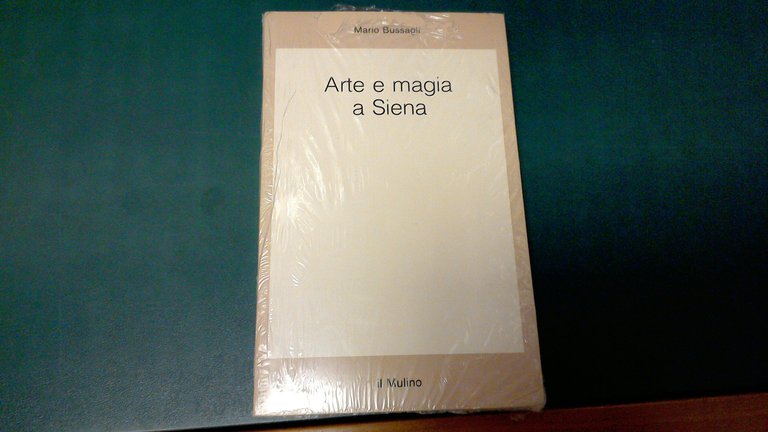 Mario Bussagli
Arte e magia
a Siena
il Mulino